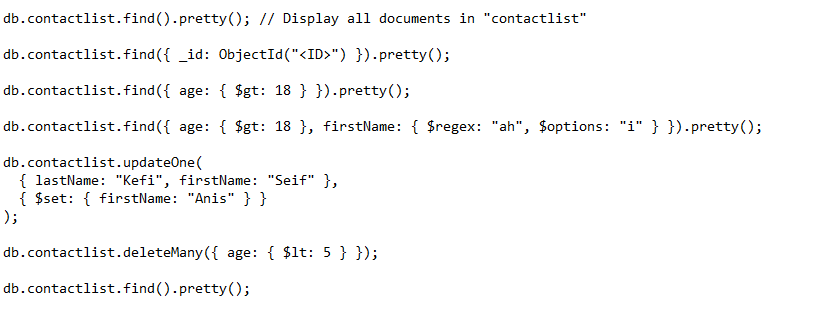 db.contactlist.find().pretty(); // Display all documents in "contactlist"
db.contactlist.find({ _id: ObjectId("<ID>") }).pretty();
db.contactlist.find({ age: { $gt: 18 } }).pretty();
db.contactlist.find({ age: { $gt: 18 }, firstName: { $regex: "ah", $options: "i" } }).pretty();
db.contactlist.updateOne(
  { lastName: "Kefi", firstName: "Seif" },
  { $set: { firstName: "Anis" } }
);
db.contactlist.deleteMany({ age: { $lt: 5 } });
db.contactlist.find().pretty();